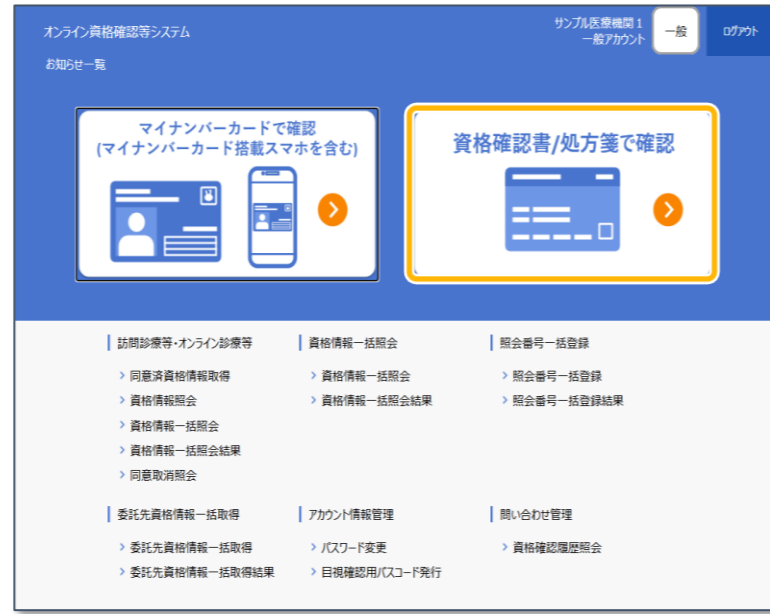 オンライン資格確認等システム
サンプル医療機関1
一般アカウント
一般
ログアウト
お知らせ一覧
マイナンバーカードで確認
(マイナンバーカード搭載スマホを含む)
資格確認書/処方箋で確認
訪問診療等・オンライン診療等
同意済資格情報取得
資格情報照会
資格情報一括照会
資格情報一括照会結果
同意取消照会
資格情報一括照会
資格情報一括照会
資格情報一括照会結果
照会番号一括登録
照会番号一括登録
照会番号一括登録結果
委託先資格情報一括取得
委託先資格情報一括取得
委託先資格情報一括取得結果
アカウント情報管理
パスワード変更
目視確認用パスコード発行
問い合わせ管理
資格確認履歴照会